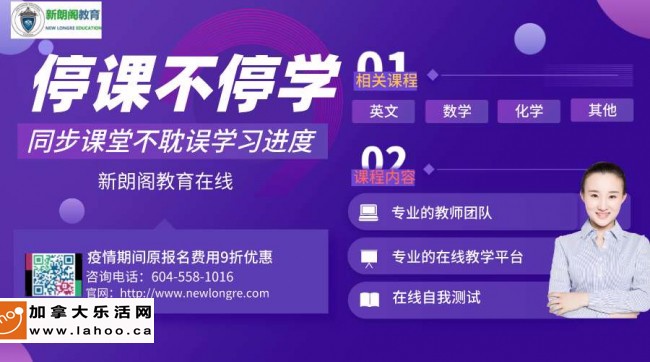 新朗阁教育
NEW LONGRE EDUCATION
停课不停学
同步课堂不耽误学习进度
新朗阁教育在线
疫情期间原报名费用9折优惠
咨询电话：604-558-1016
官网：http://www.newlongre.com
01
相关课程
英文
数学
化学
其他
02
课程内容
专业的教师团队
专业的在线教学平台
在线自我测试
加拿大乐活网
www.lahoo.ca